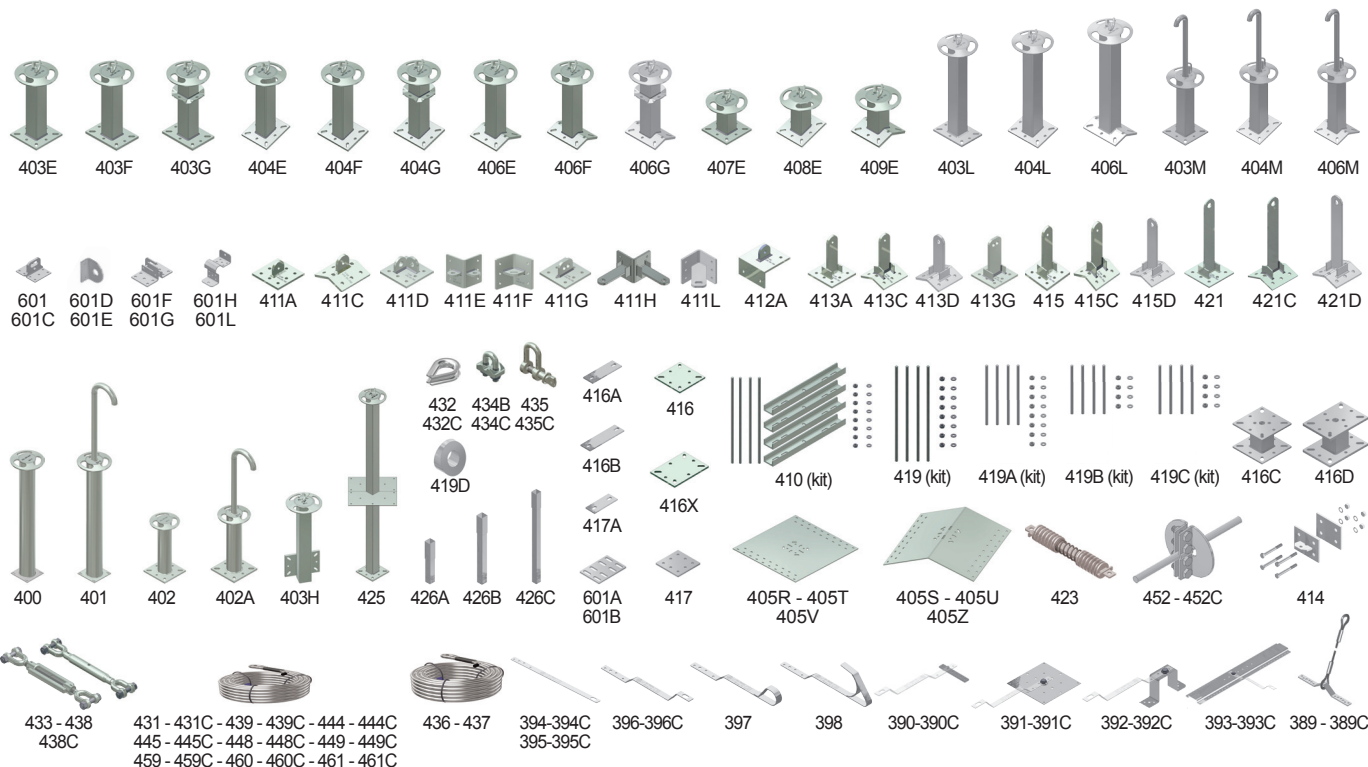 403E 403F 403G 404E 404F 404G 406E 406F 406G 407E 408E 409E 403L 404L 406L 403M 404M 406M
601 601D 601F 601H 411A 411C 411D 411E 411F 411G 411H 411L 412A 413A 413C 413D 413G 415 415C 415D 421 421C 421D
601C 601E 601G 601L
432 434B 435 416A 416
432C 434C 435C
419D 416B 416X 410 (kit) 419 (kit) 419A (kit) 419B (kit) 419C (kit) 416C 416D
417A
400 401 402 402A 403H 425 426A 426B 426C 601A 417 405R - 405T 405S - 405U 423 452 - 452C 414
601B 405V 405Z
433 - 438 431 - 431C - 439 - 439C - 444 - 444C 436 - 437 394-394C 396-396C 397 398 390-390C 391-391C 392-392C 393-393C 389 - 389C
438C 445 - 445C - 448 - 448C - 449 - 449C 395-395C
459 - 459C - 460 - 460C - 461 - 461C